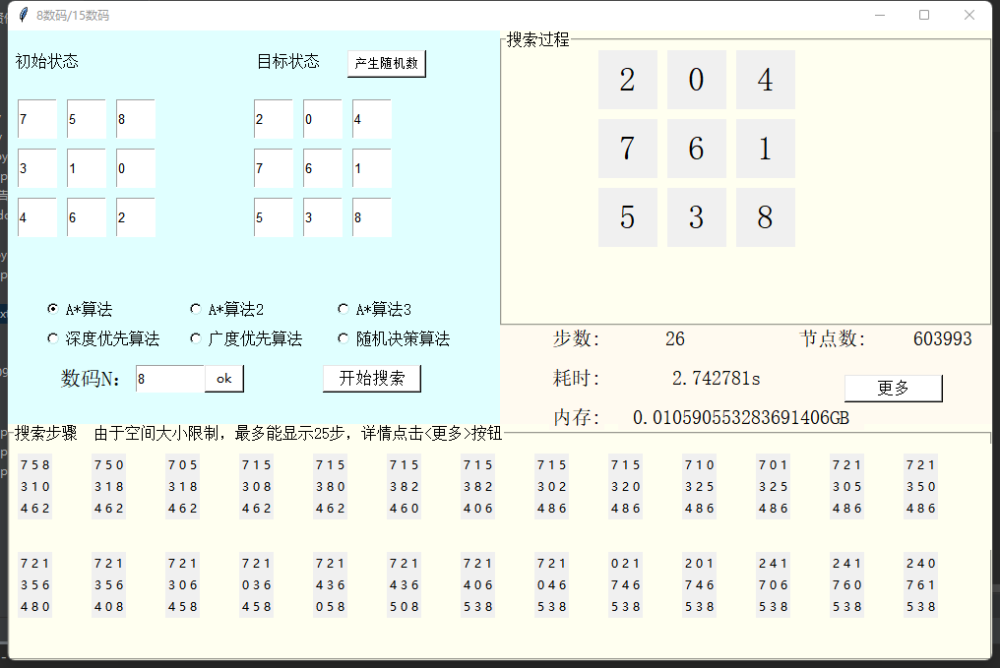 8数码/15数码
初始状态
目标状态
产生随机数
7 5 8
3 1 0
4 6 2
2 0 4
7 6 1
5 3 8
A*算法 A*算法2 A*算法3
深度优先算法 广度优先算法 随机决策算法
数码N: 8 ok 开始搜索
搜索过程
2 0 4
7 6 1
5 3 8
步数: 26 节点数: 603993
耗时: 2.742781s
更多
内存: 0.010590553283691406GB
搜索步骤 由于空间大小限制，最多能显示25步，详情点击<更多>按钮
7 5 8 7 5 0 7 0 5 7 1 5 7 1 5 7 1 5 7 1 5 7 1 5 7 1 5 7 1 0 7 0 1 7 2 1 7 2 1
3 1 0 3 1 8 3 1 8 3 0 8 3 8 0 3 8 2 3 8 2 3 0 2 3 2 0 3 2 5 3 2 5 3 0 5 3 5 0
4 6 2 4 6 2 4 6 2 4 6 2 4 6 2 4 6 0 4 0 6 4 8 6 4 8 6 4 8 6 4 8 6 4 8 6 4 8 6
7 2 1 7 2 1 7 2 1 7 2 1 7 2 1 7 2 1 7 2 1 7 2 1 0 2 1 2 0 1 2 4 1 2 4 1 2 4 0
3 5 6 3 5 6 3 0 6 0 3 6 4 3 6 4 3 6 4 0 6 0 4 6 7 4 6 7 4 6 7 0 6 7 6 0 7 6 1
4 8 0 4 0 8 4 5 8 4 5 8 0 5 8 5 0 8 5 3 8 5 3 8 5 3 8 5 3 8 5 3 8 5 3 8 5 3 8